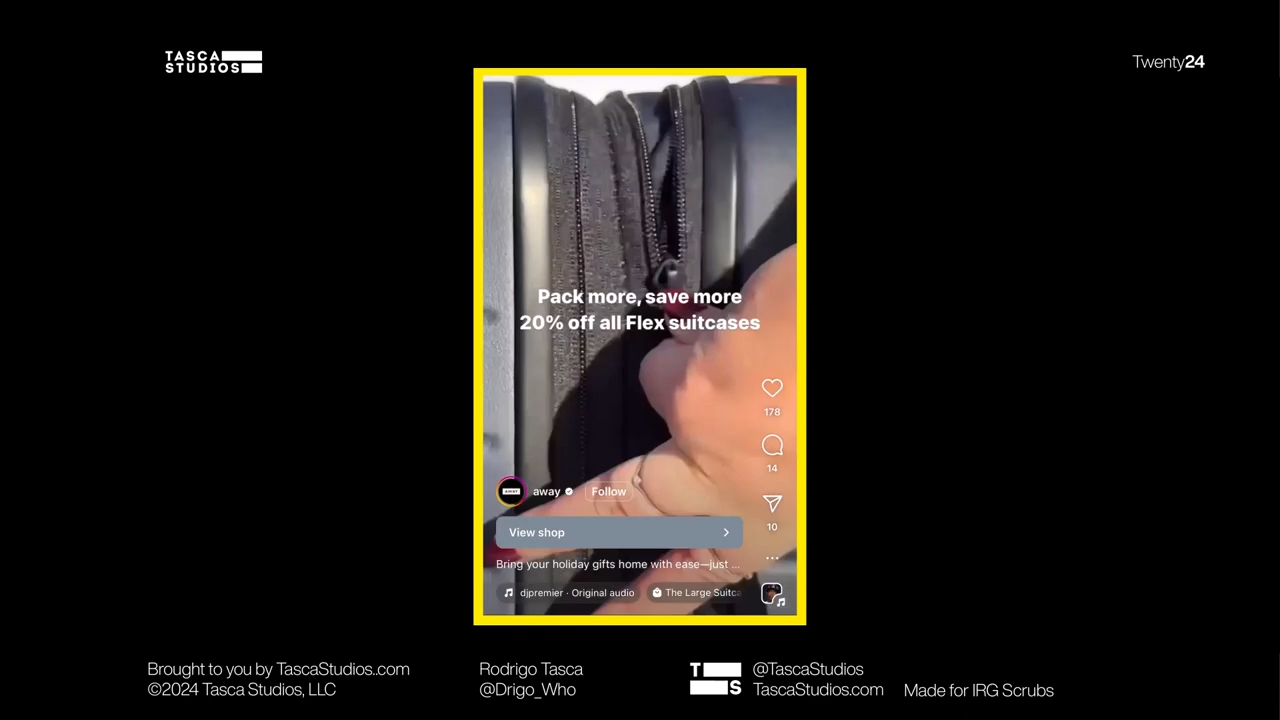 TASCA
STUDIOS
Twenty24
Pack more, save more
20% off all Flex suitcases
178
14
away
Follow
10
View shop
Bring your holiday gifts home with ease—just ...
djpremier · Original audio
The Large Suitca
Brought to you by TascaStudios..com
©2024 Tasca Studios, LLC
Rodrigo Tasca
@Drigo_Who
T
S
@TascaStudios
TascaStudios.com
Made for IRG Scrubs